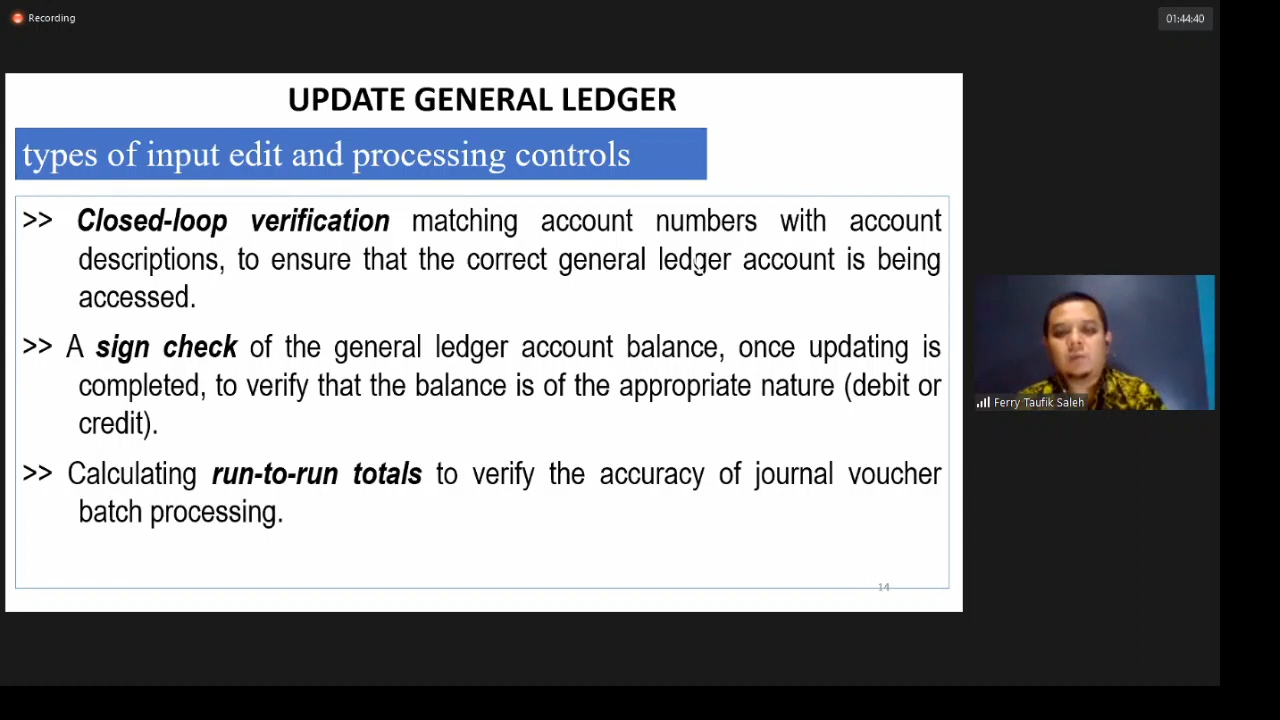 Recording
01:44:40
UPDATE GENERAL LEDGER
types of input edit and processing controls
>> Closed-loop verification matching account numbers with account
descriptions, to ensure that the correct general ledger account is being
accessed.
>> A sign check of the general ledger account balance, once updating is
completed, to verify that the balance is of the appropriate nature (debit or
credit).
>> Calculating run-to-run totals to verify the accuracy of journal voucher
batch processing.
14
Ferry Taufik Saleh